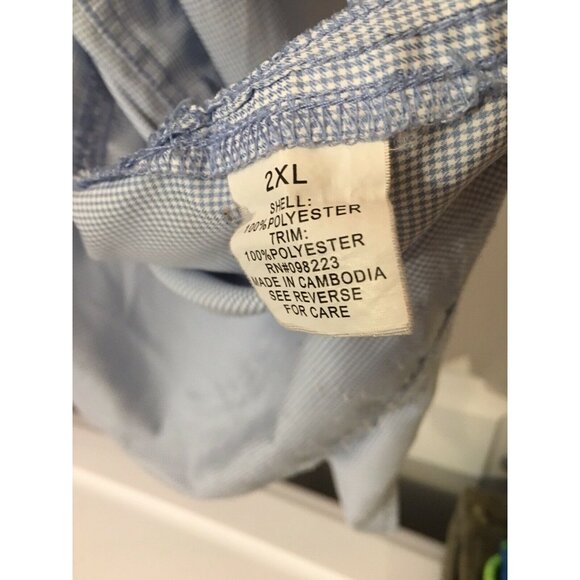 2XL
SHELL:
100%POLYESTER
TRIM:
100%POLYESTER
RN#098223
MADE IN CAMBODIA
SEE REVERSE
FOR CARE